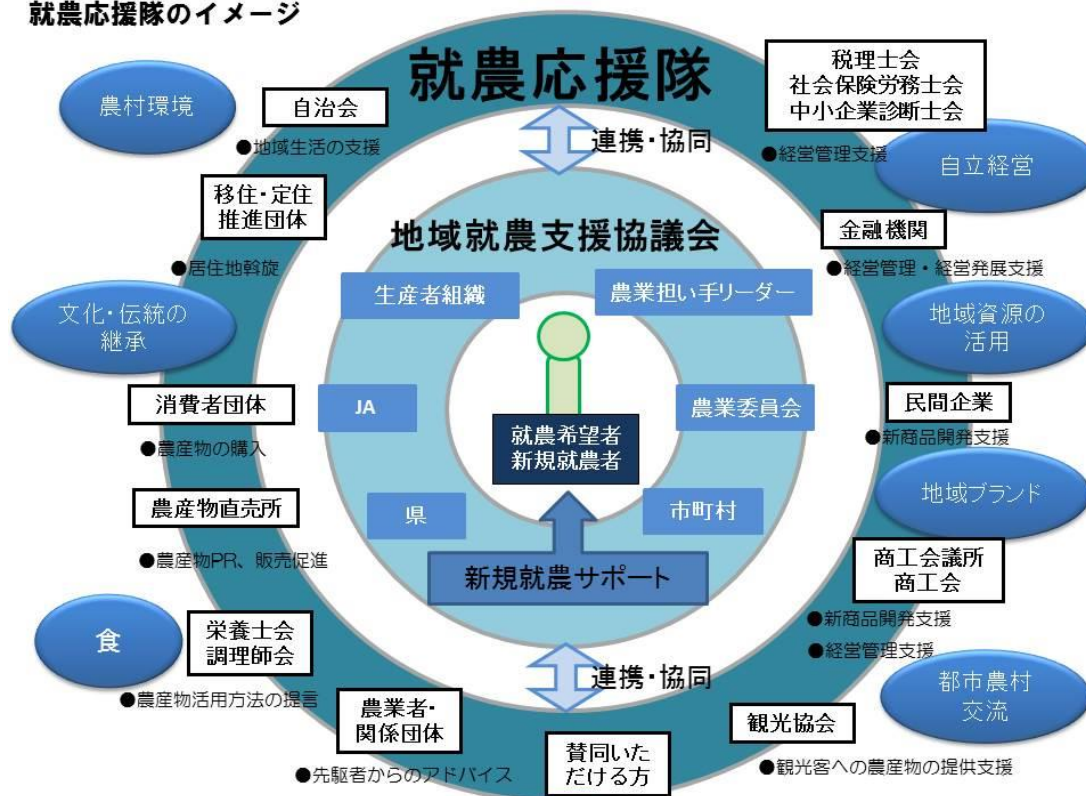 就農応援隊のイメージ
就農応援隊
税理士会
社会保険労務士会
中小企業診断士会
●経営管理支援
農村環境
自治会
●地域生活の支援
連携・協同
自立経営
移住・定住
推進団体
●居住地斡旋
地域就農支援協議会
金融機関
●経営管理・経営発展支援
生産者組織
農業担い手リーダー
文化・伝統の
継承
地域資源の
活用
消費者団体
●農産物の購入
JA
農業委員会
民間企業
●新商品開発支援
就農希望者
新規就農者
農産物直売所
●農産物PR、販売促進
県
市町村
地域ブランド
新規就農サポート
商工会議所
商工会
●新商品開発支援
●経営管理支援
食
栄養士会
調理師会
●農産物活用方法の提言
連携・協同
都市農村
交流
農業者・
関係団体
●先駆者からのアドバイス
賛同いた
だける方
観光協会
●観光客への農産物の提供支援